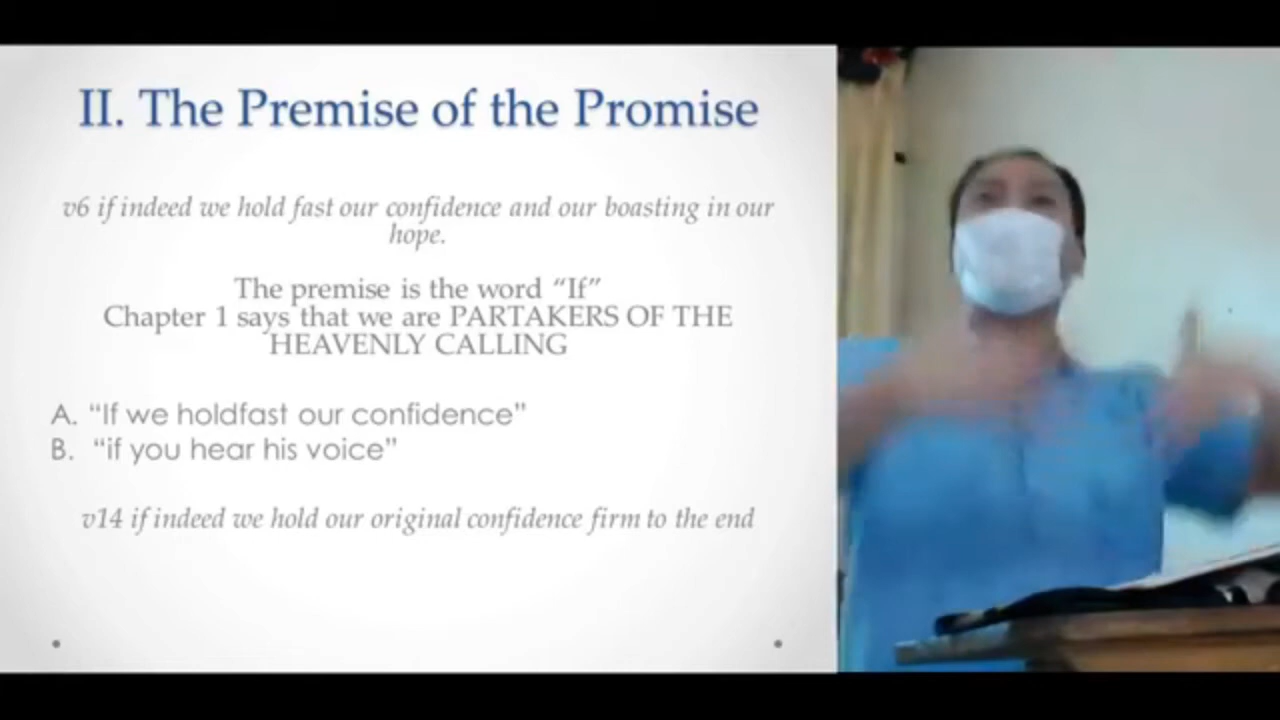 II. The Premise of the Promise
v6 if indeed we hold fast our confidence and our boasting in our
hope.
The premise is the word “If”
Chapter 1 says that we are PARTAKERS OF THE
HEAVENLY CALLING
A. “If we holdfast our confidence”
B. “if you hear his voice”
v14 if indeed we hold our original confidence firm to the end